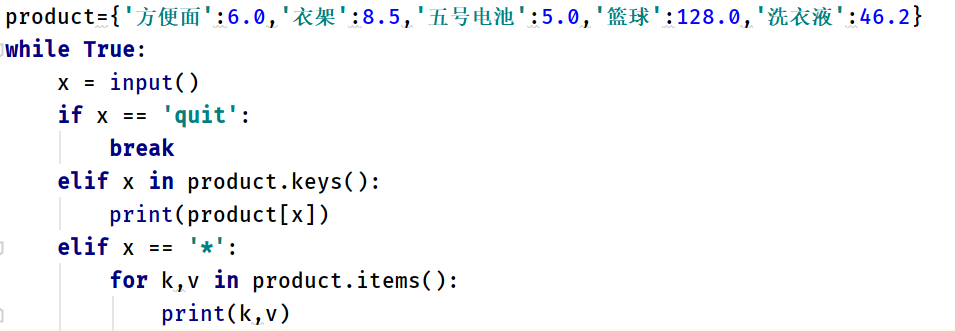 product={'方便面':6.0,'衣架':8.5,'五号电池':5.0,'篮球':128.0,'洗衣液':46.2}
while True:
    x = input()
    if x == 'quit':
        break
    elif x in product.keys():
        print(product[x])
    elif x == '*':
        for k,v in product.items():
            print(k,v)